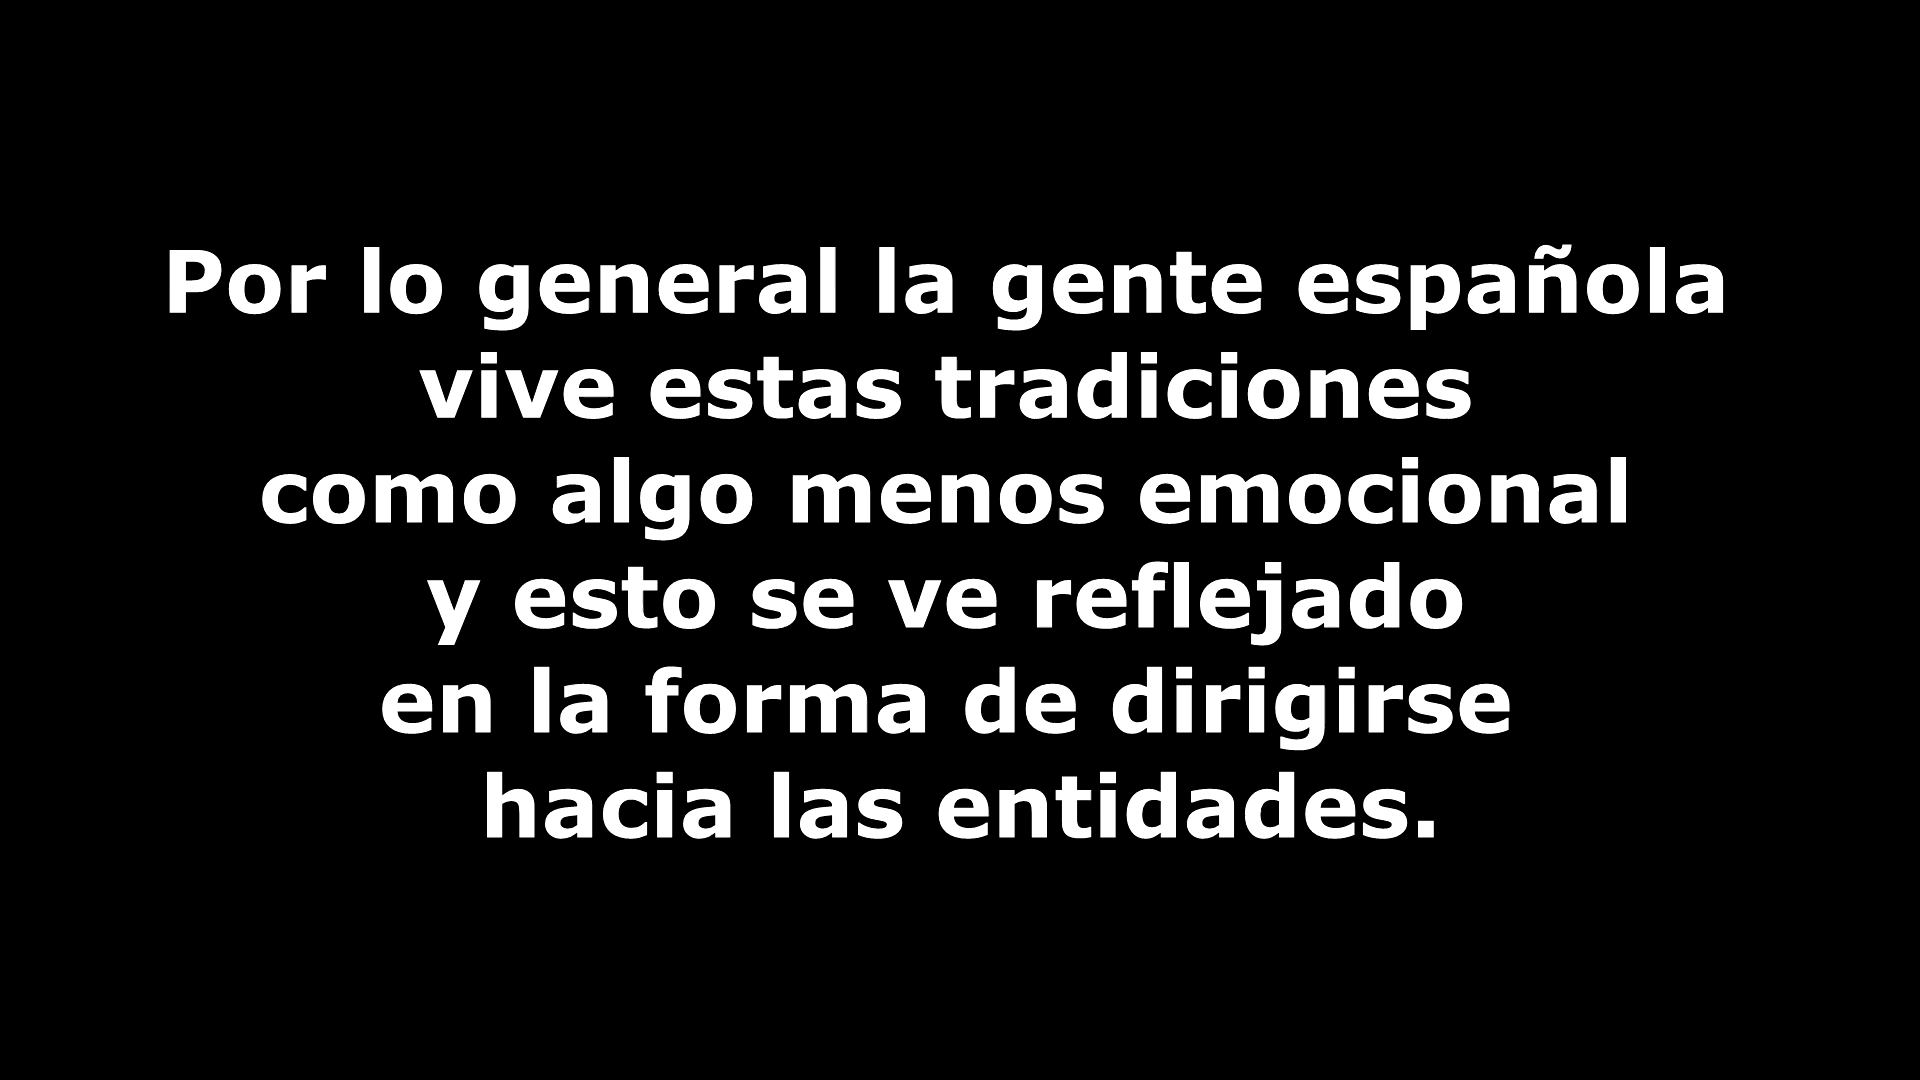 Por lo general la gente española
vive estas tradiciones
como algo menos emocional
y esto se ve reflejado
en la forma de dirigirse
hacia las entidades.